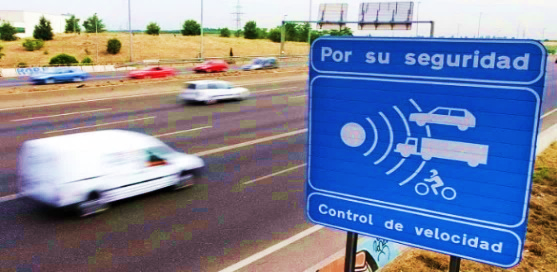 Por su seguridad
Control de velocidad